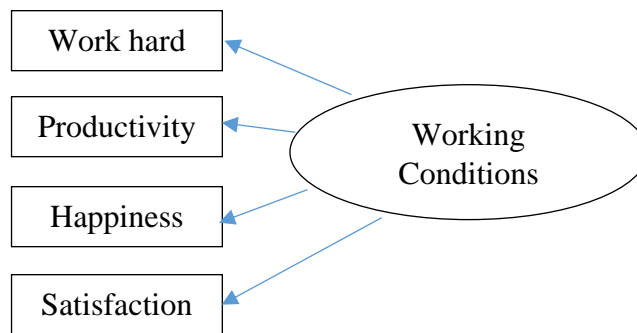 Work hard
Productivity
Happiness
Satisfaction
Working
Conditions